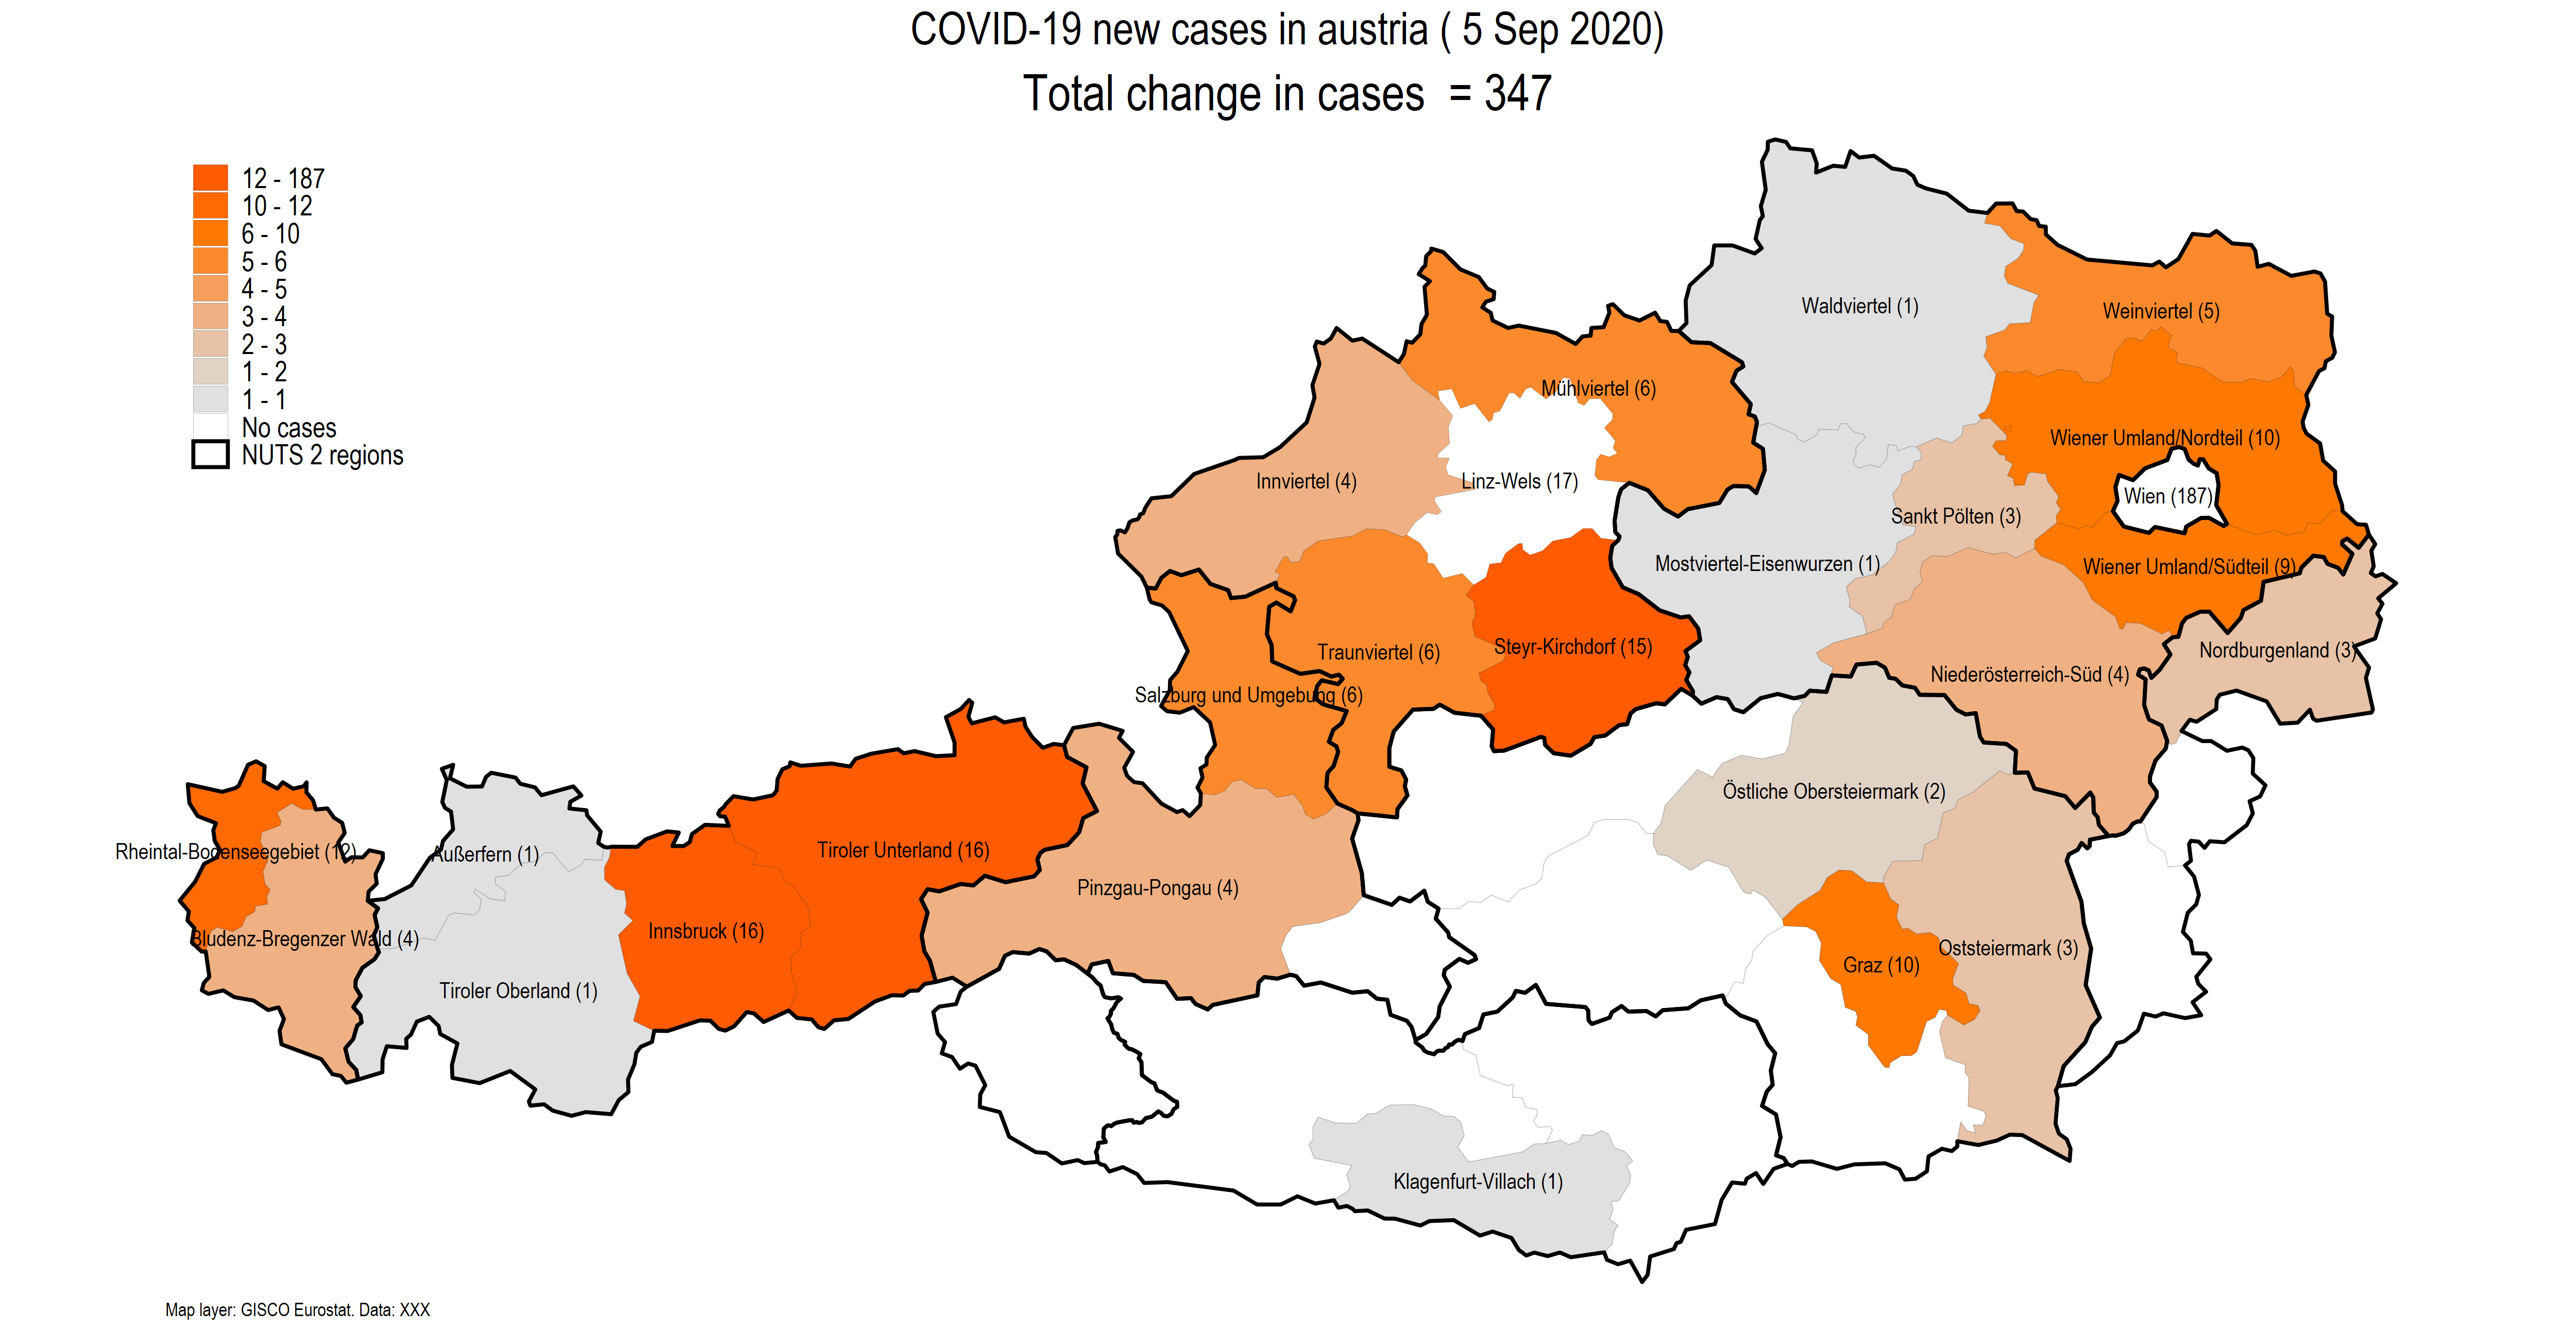 COVID-19 new cases in austria ( 5 Sep 2020)
Total change in cases  = 347
12 - 187
10 - 12
6 - 10
5 - 6
4 - 5
3 - 4
2 - 3
1 - 2
1 - 1
No cases
NUTS 2 regions
Waldviertel (1)
Weinviertel (5)
Mühlviertel (6)
Wiener Umland/Nordteil (10)
Innviertel (4)
Linz-Wels (17)
Wien (187)
Sankt Pölten (3)
Mostviertel-Eisenwurzen (1)
Wiener Umland/Südteil (9)
Steyr-Kirchdorf (15)
Traunviertel (6)
Nordburgenland (3)
Niederösterreich-Süd (4)
Salzburg und Umgebung (6)
Östliche Obersteiermark (2)
Rheintal-Bodenseegebiet (12)
Außerfern (1)
Tiroler Unterland (16)
Pinzgau-Pongau (4)
Innsbruck (16)
Bludenz-Bregenzer Wald (4)
Oststeiermark (3)
Graz (10)
Tiroler Oberland (1)
Klagenfurt-Villach (1)
Map layer: GISCO Eurostat. Data: XXX